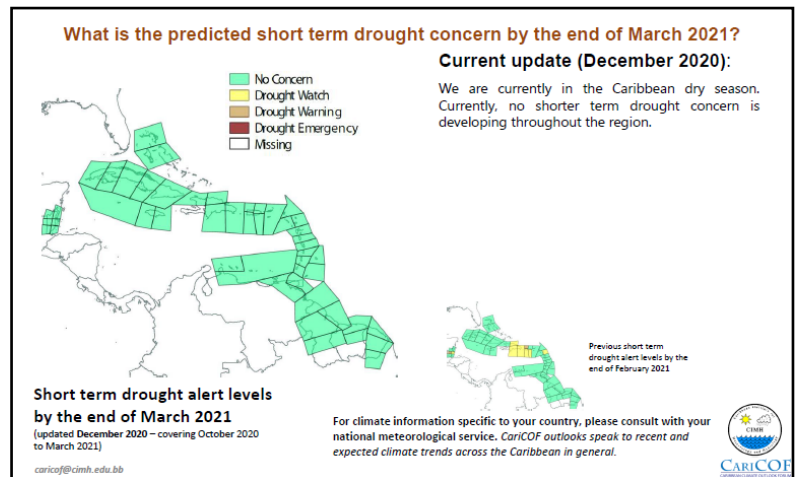 What is the predicted short term drought concern by the end of March 2021?
Current update (December 2020):
We are currently in the Caribbean dry season.
Currently, no shorter term drought concern is
developing throughout the region.
No Concern
Drought Watch
Drought Warning
Drought Emergency
Missing
Previous short term
drought alert levels by the
end of February 2021
Short term drought alert levels
by the end of March 2021
(updated December 2020 – covering October 2020
to March 2021)
caricof@cimh.edu.bb
For climate information specific to your country, please consult with your
national meteorological service. CariCOF outlooks speak to recent and
expected climate trends across the Caribbean in general.
CIMH
CARICOF